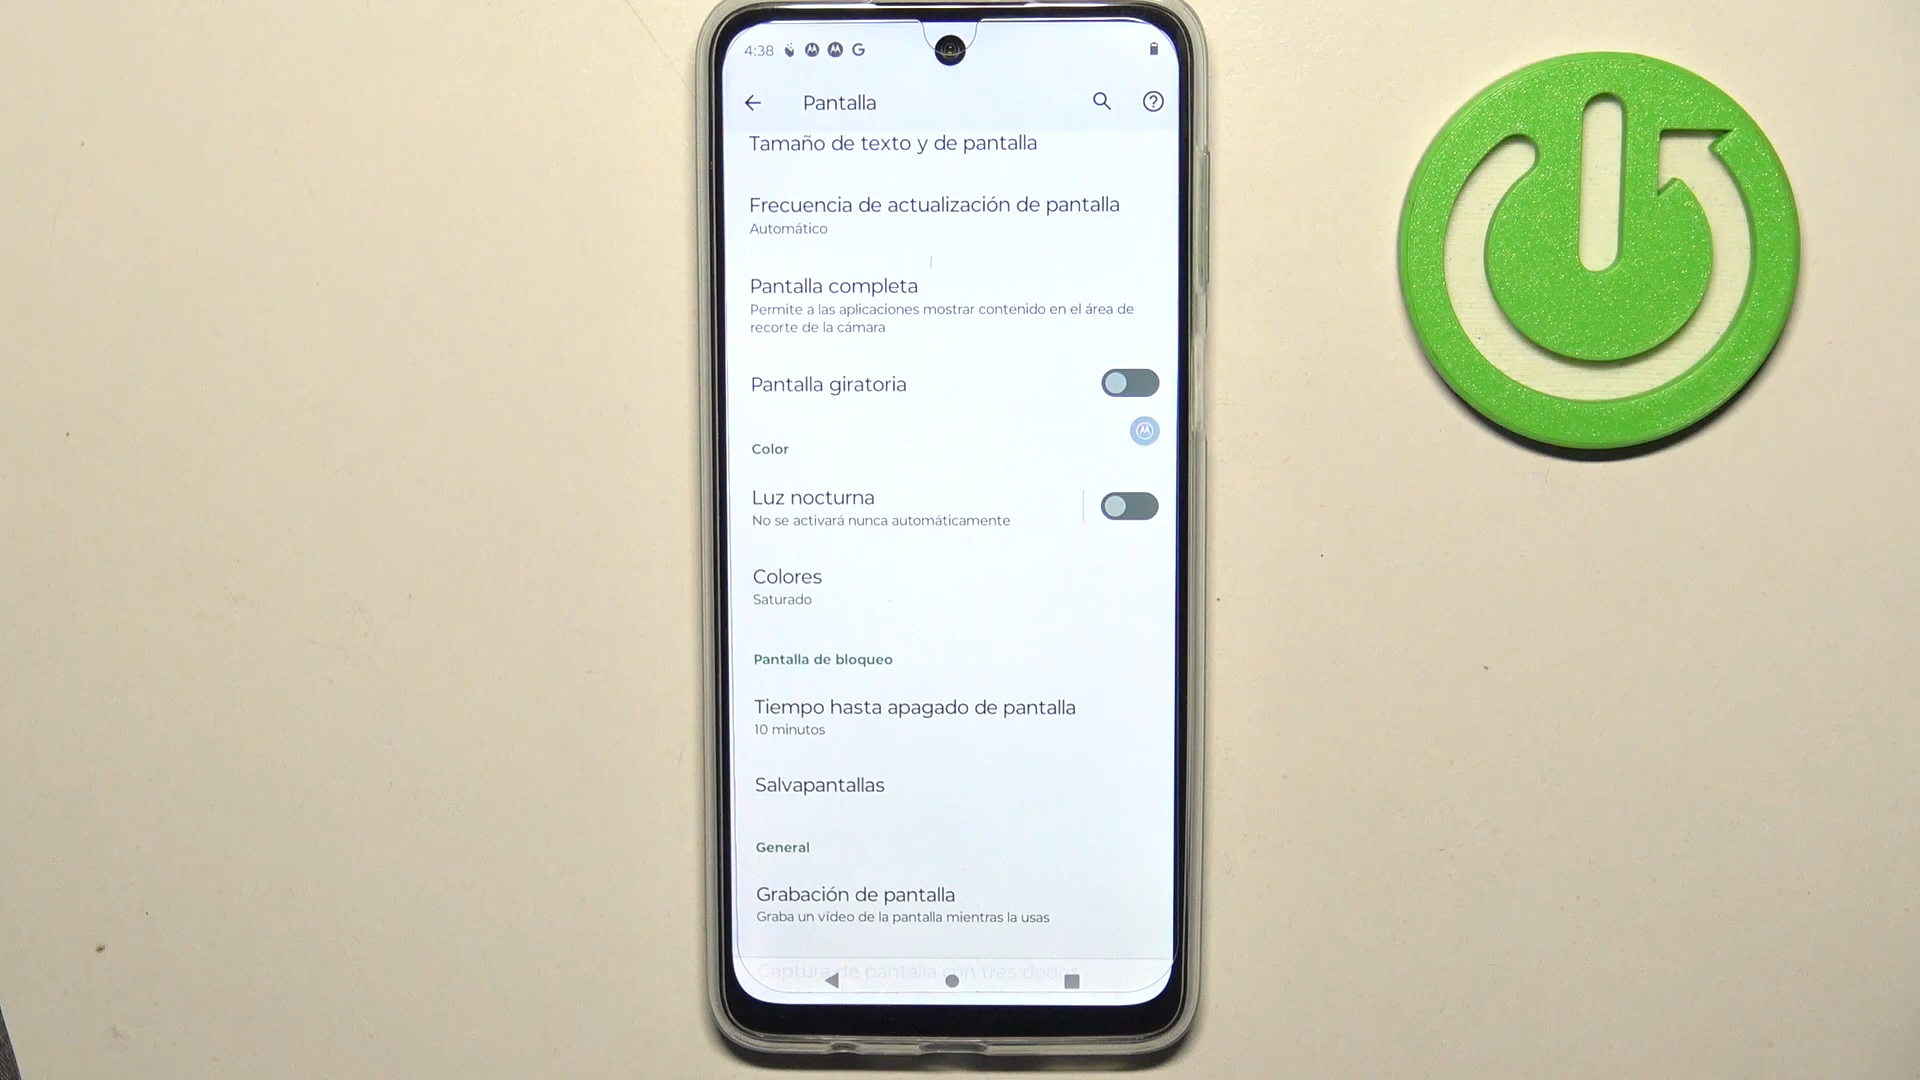 4:38
Pantalla
Tamaño de texto y de pantalla
Frecuencia de actualización de pantalla
Automático
Pantalla completa
Permite a las aplicaciones mostrar contenido en el área de
recorte de la cámara
Pantalla giratoria
Color
Luz nocturna
No se activará nunca automáticamente
Colores
Saturado
Pantalla de bloqueo
Tiempo hasta apagado de pantalla
10 minutos
Salvapantallas
General
Grabación de pantalla
Graba un vídeo de la pantalla mientras la usas
Captura de pantalla con tres dedos